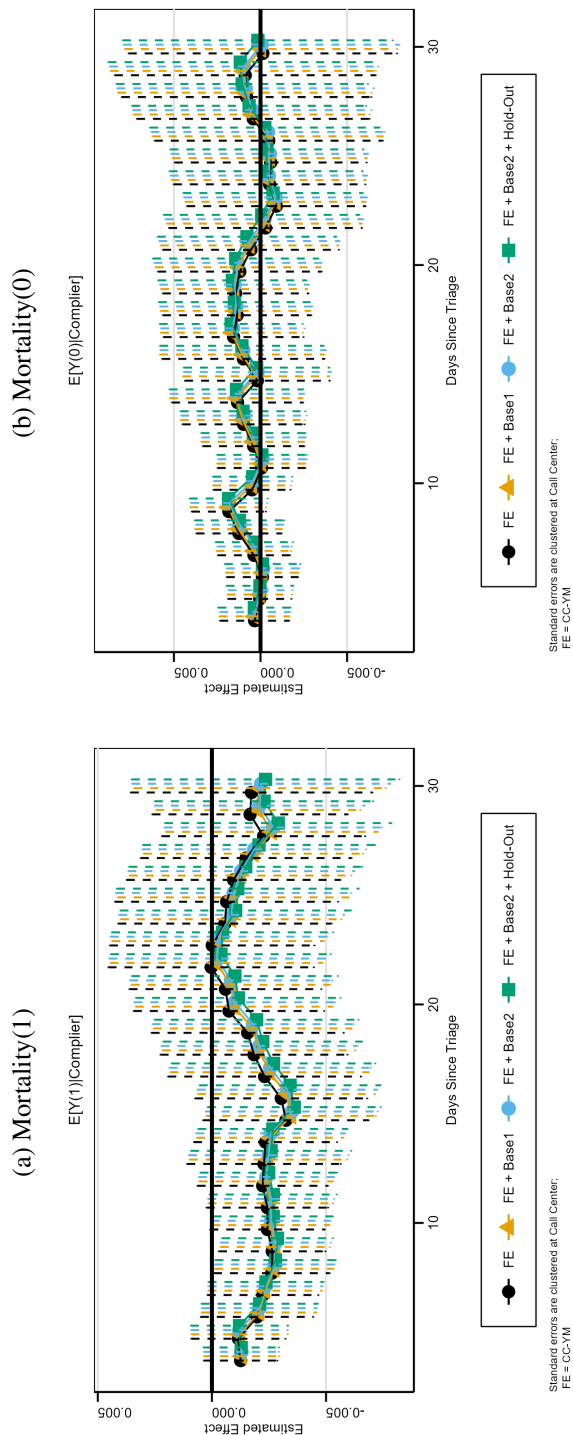 (a) Mortality(1)
E[Y(1)|Complier]
Estimated Effect
0.005
0.000
-0.005
10
20
30
Days Since Triage
FE
FE + Base1
FE + Base2
FE + Base2 + Hold-Out
Standard errors are clustered at Call Center;
FE = CC-YM
(b) Mortality(0)
E[Y(0)|Complier]
Estimated Effect
0.005
0.000
-0.005
10
20
30
Days Since Triage
FE
FE + Base1
FE + Base2
FE + Base2 + Hold-Out
Standard errors are clustered at Call Center;
FE = CC-YM